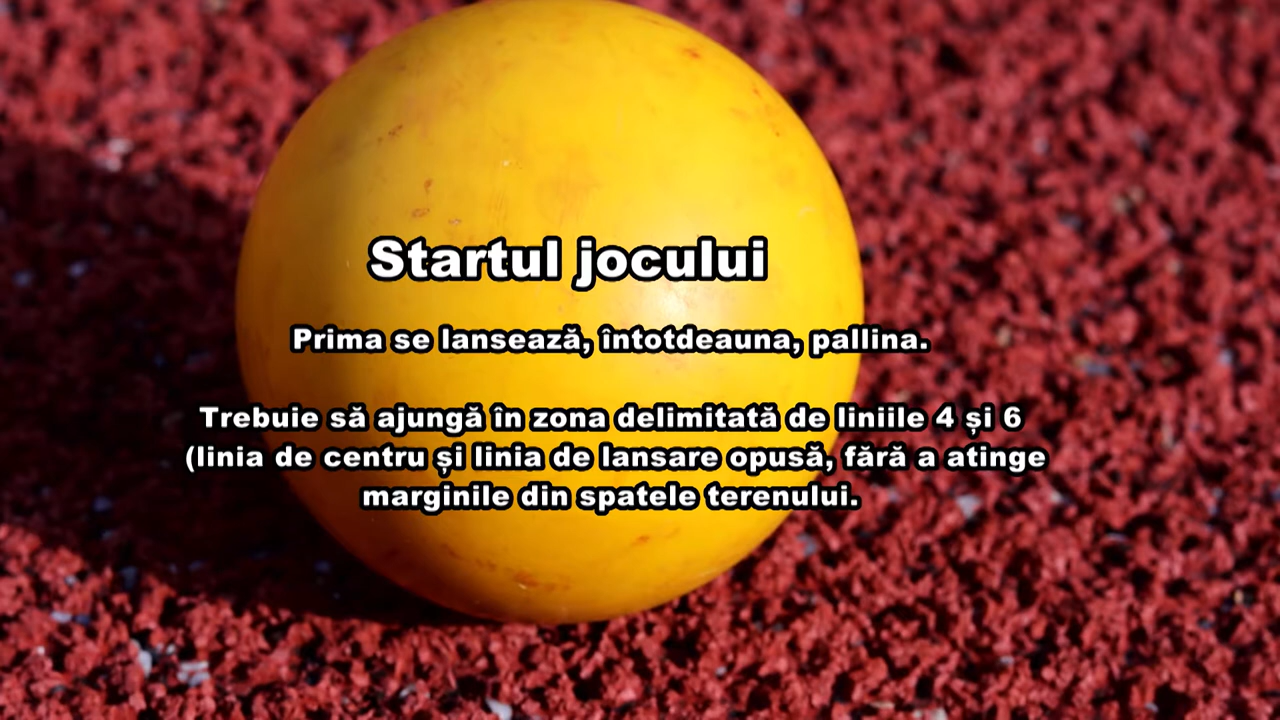 Startul jocului
Prima se lansează, întotdeauna, pallina.
Trebuie să ajungă în zona delimitată de liniile 4 și 6
(linia de centru și linia de lansare opusă, fără a atinge
marginile din spatele terenului.